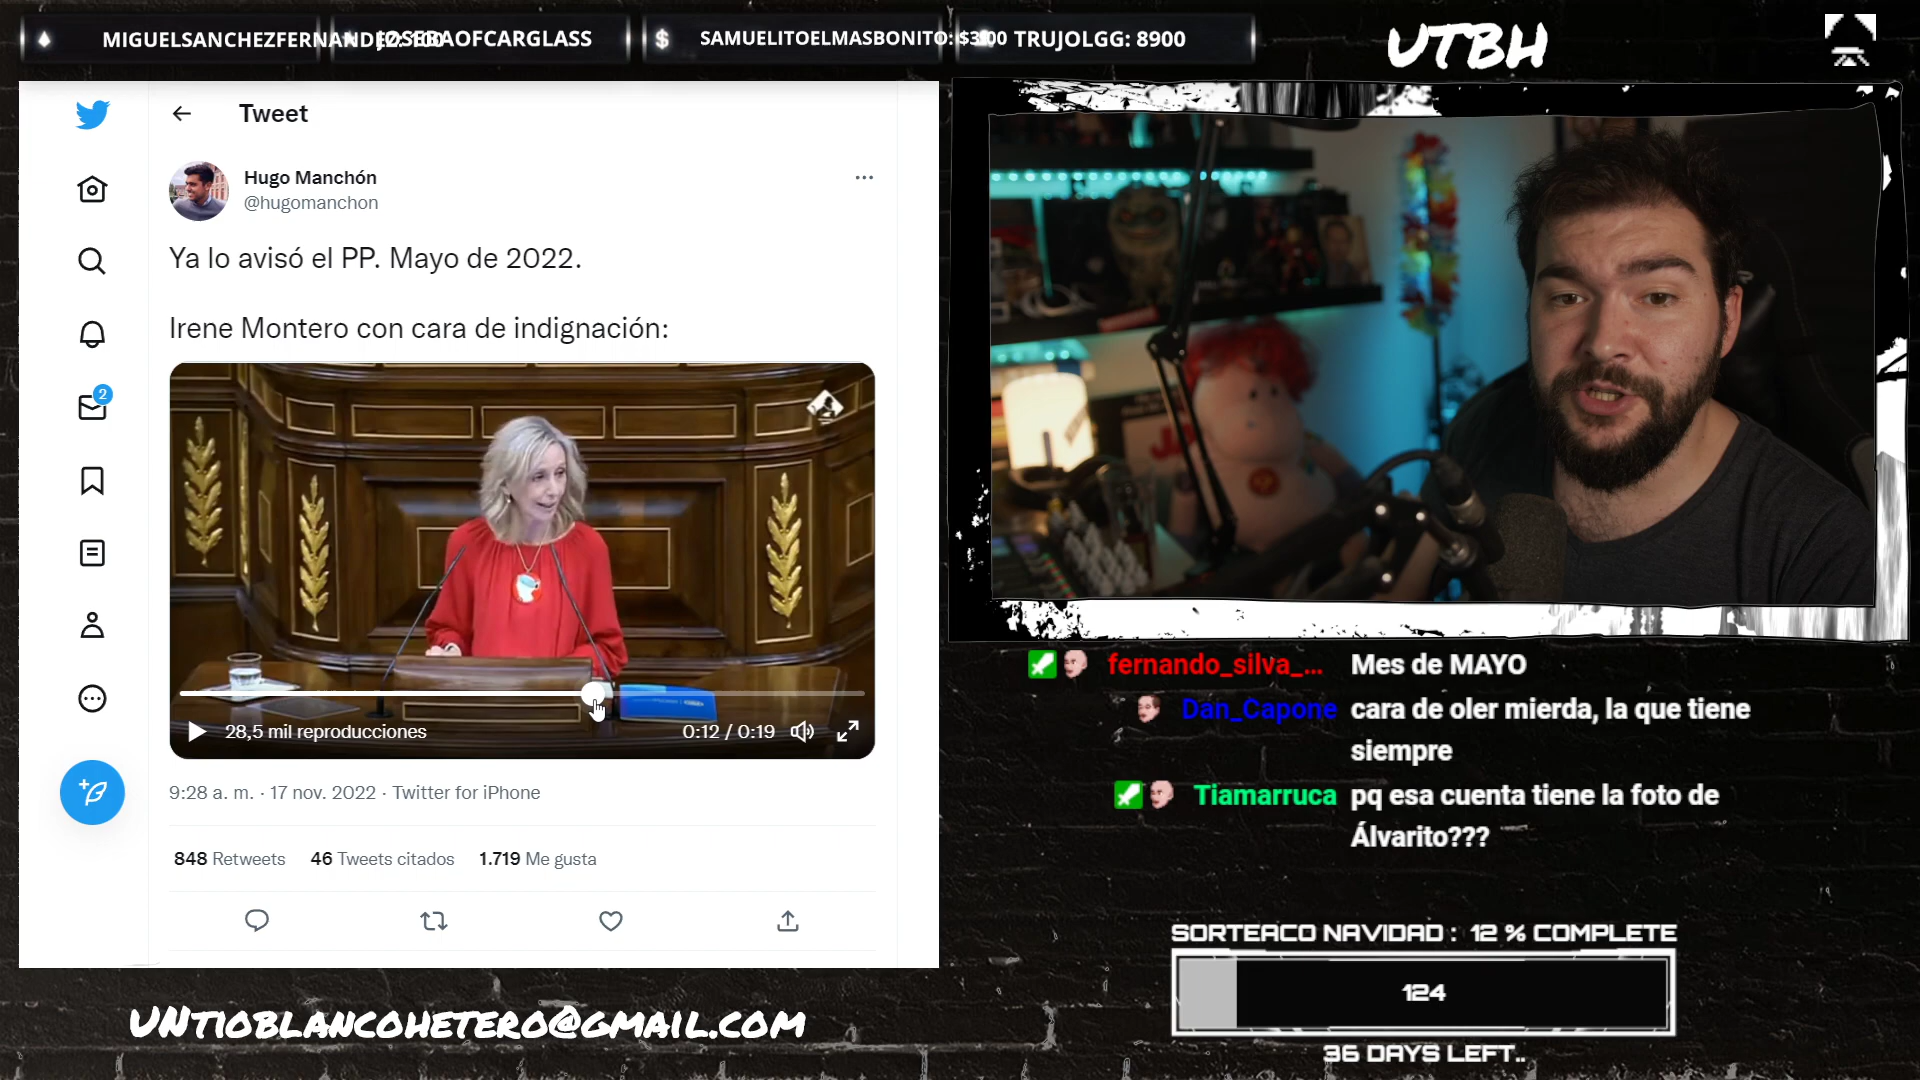 JOSEBAOFCARGLASS
SAMUELITOELMASBONITO:
TRUJOLGG: 8900
UTBH
Tweet
Hugo Manchón
@hugomanchon
Ya lo avisó el PP. Mayo de 2022.
Irene Montero con cara de indignación:
2
28,5 mil reproducciones
0:12 / 0:19
9:28 a. m. · 17 nov. 2022 · Twitter for iPhone
848 Retweets 46 Tweets citados 1.719 Me gusta
fernando_silva_... Mes de MAYO
Dan_Capone cara de oler mierda, la que tiene
siempre
Tiamarruca pq esa cuenta tiene la foto de
Álvarito???
SORTEACO NAVIDAD : 12 % COMPLETE
124
36 DAYS LEFT..
UNTIOBLANCOHETERO@GMAIL.COM